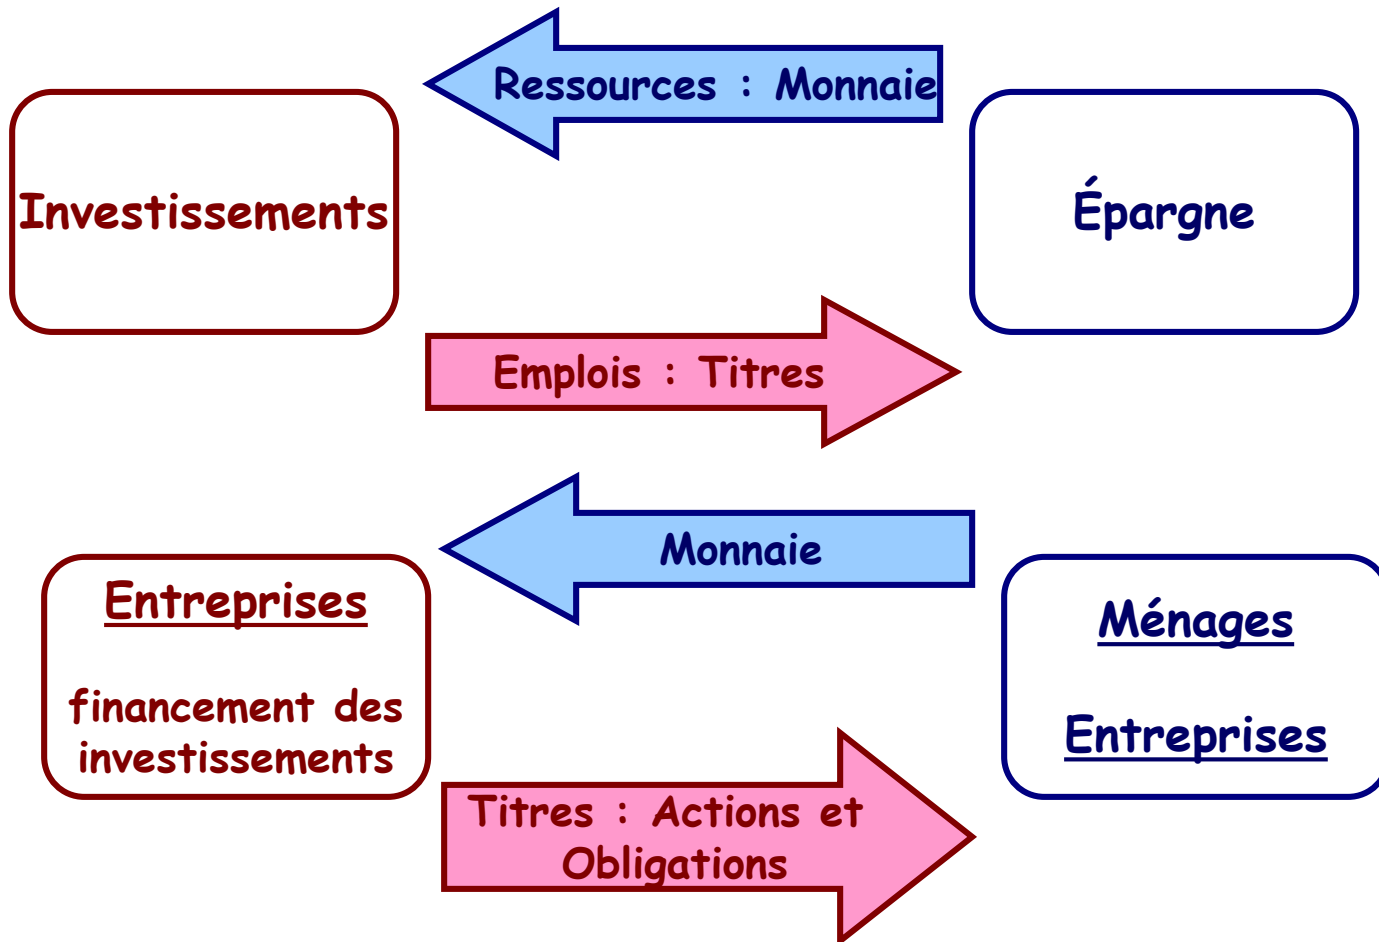 Ressources : Monnaie
Investissements
Épargne
Emplois : Titres
Monnaie
Entreprises
financement des
investissements
Ménages
Entreprises
Titres : Actions et
Obligations